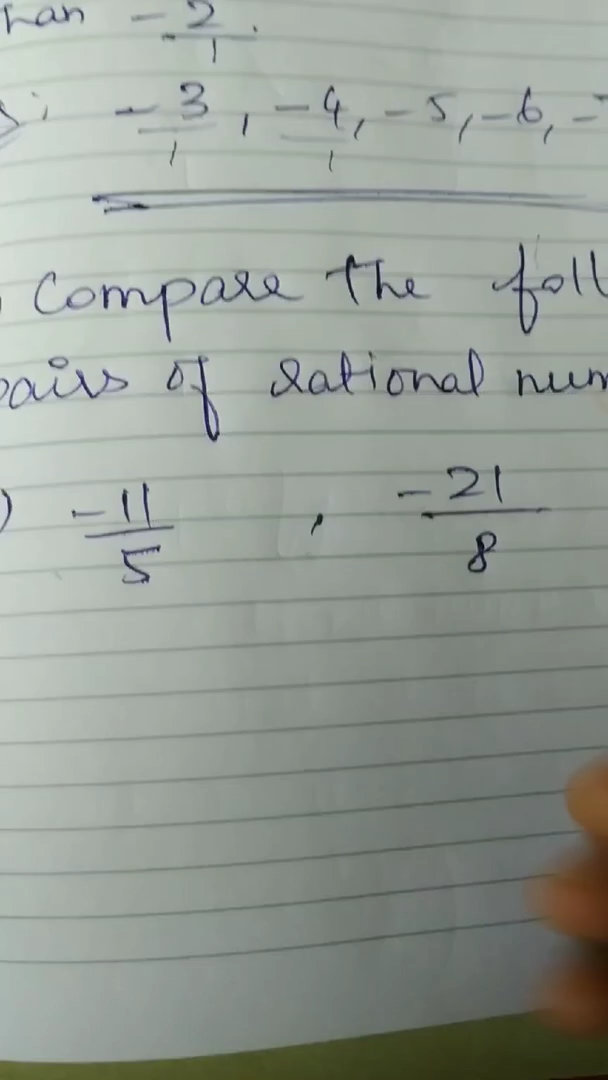 than -2/1.
: -3/1, -4/1, -5, -6, -
Compare the foll
pairs of rational num
) -11/5 , -21/8